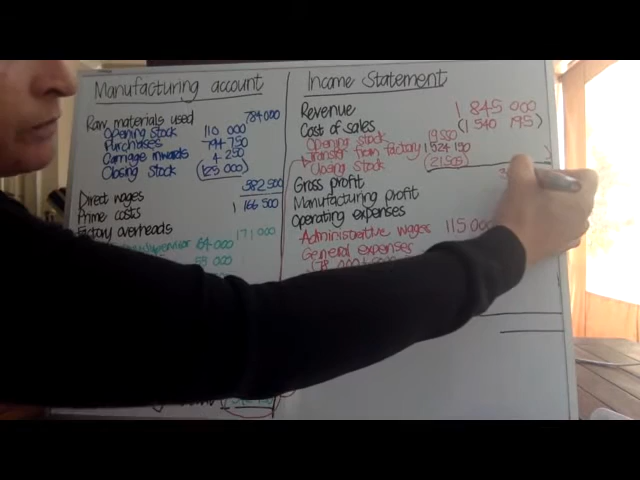 Manufacturing account
Raw materials used 784 000
Opening stock 110 000
Purchases 794 750
Carriage inwards 4 250
Closing stock (125 000)
Direct wages 382 500
Prime costs 1 166 500
Factory overheads 171 000
64 000
55 000
Income Statement
Revenue 1 845 000
Cost of sales (1 540 195)
Opening stock 19 550
Transfer from factory 1 524 150
Closing stock (21 505)
Gross profit
Manufacturing profit
Operating expenses
Administrative wages 115 000
General expenses